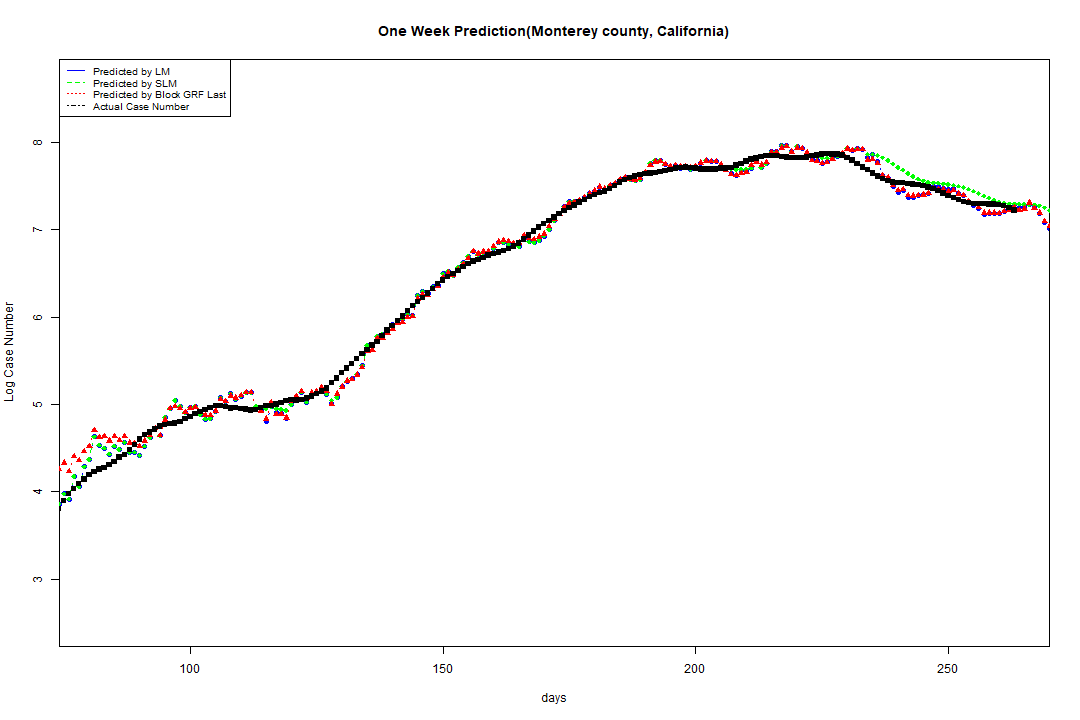 One Week Prediction(Monterey county, California)
Predicted by LM
Predicted by SLM
Predicted by Block GRF Last
Actual Case Number
8
7
6
5
4
3
Log Case Number
100 150 200 250
days